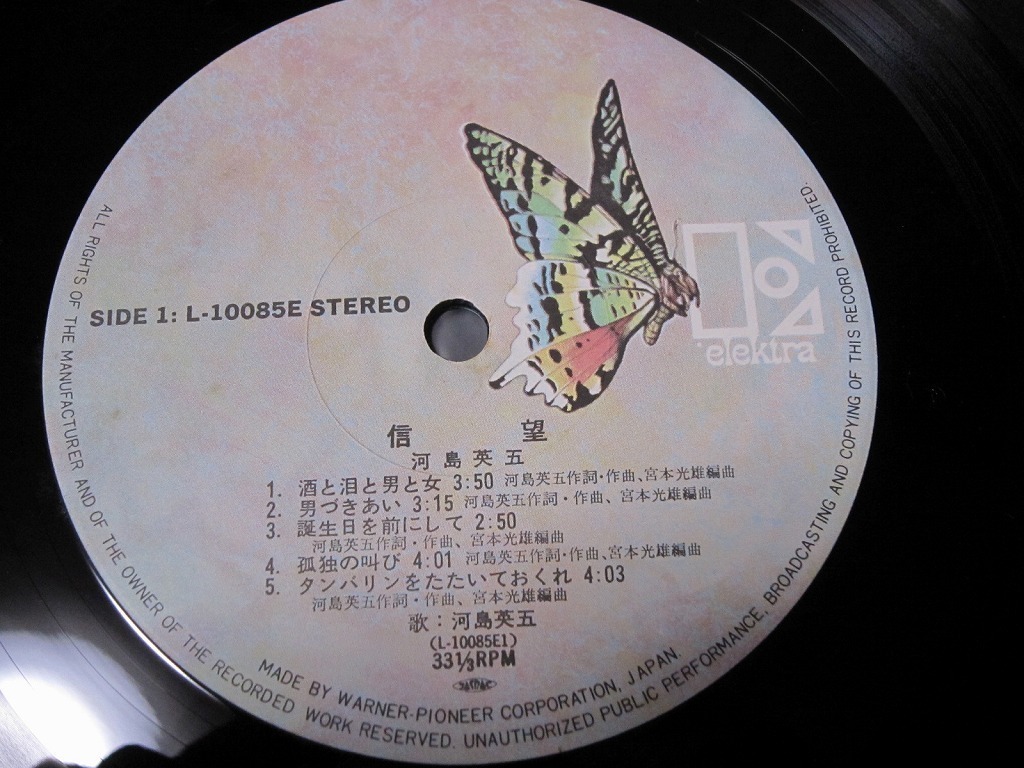 SIDE 1: L-10085E STEREO
elektra
信 望
河島英五
1. 酒と泪と男と女 3:50 河島英五作詞・作曲、宮本光雄編曲
2. 男づきあい 3:15 河島英五作詞・作曲、宮本光雄編曲
3. 誕生日を前にして 2:50
河島英五作詞・作曲、宮本光雄編曲
4. 孤独の叫び 4:01 河島英五作詞・作曲、宮本光雄編曲
5. タンバリンをたたいておくれ 4:03
河島英五作詞・作曲、宮本光雄編曲
歌：河島英五
(L-10085E1)
33⅓RPM
MADE BY WARNER-PIONEER CORPORATION, JAPAN.
ALL RIGHTS OF THE MANUFACTURER AND OF THE OWNER OF THE RECORDED WORK RESERVED. UNAUTHORIZED PUBLIC PERFORMANCE, BROADCASTING AND COPYING OF THIS RECORD PROHIBITED.